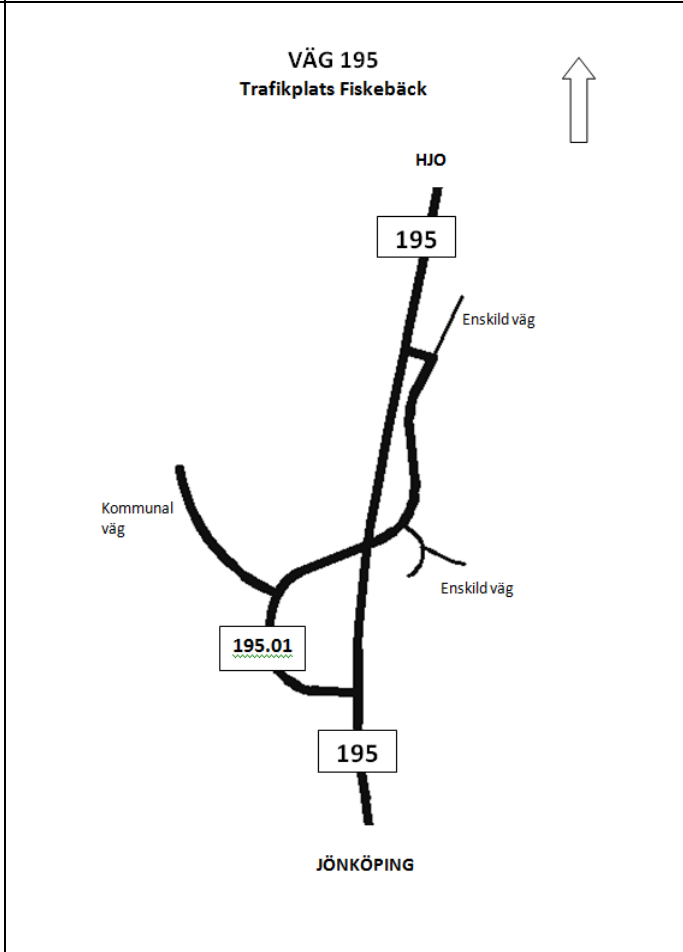 VÄG 195
Trafikplats Fiskebäck
HJO
195
Enskild väg
Kommunal
väg
Enskild väg
195.01
195
JÖNKÖPING